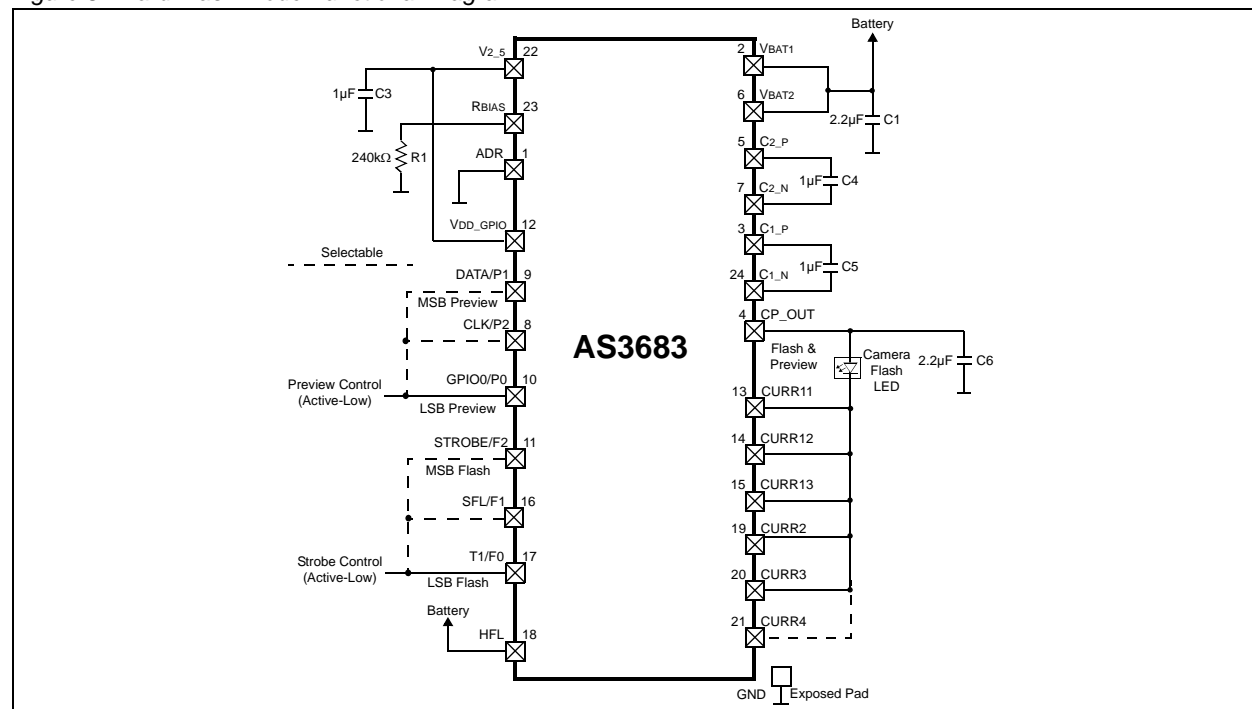 Battery
V2_5 22
1µF C3
RBIAS 23
240kΩ R1
ADR 1
VDD_GPIO 12
Selectable
DATA/P1 9
MSB Preview
CLK/P2 8
Preview Control
(Active-Low)
GPIO0/P0 10
LSB Preview
STROBE/F2 11
MSB Flash
SFL/F1 16
Strobe Control
(Active-Low)
T1/F0 17
LSB Flash
Battery
HFL 18
AS3683
2 VBAT1
6 VBAT2
2.2µF C1
5 C2_P
1µF C4
7 C2_N
3 C1_P
1µF C5
24 C1_N
4 CP_OUT
Flash &
Preview
Camera
Flash
LED
2.2µF C6
13 CURR11
14 CURR12
15 CURR13
19 CURR2
20 CURR3
21 CURR4
GND Exposed Pad